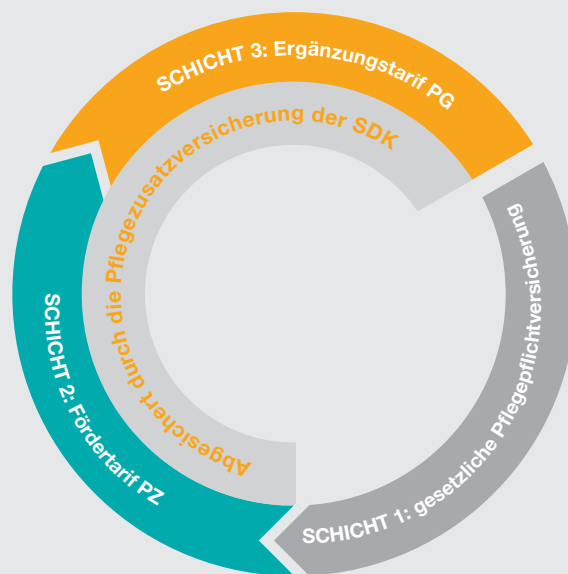 SCHICHT 3: Ergänzungstarif PG
Abgesichert durch die Pflegezusatzversicherung der SDK
SCHICHT 2: Fördertarif PZ
SCHICHT 1: gesetzliche Pflegepflichtversicherung